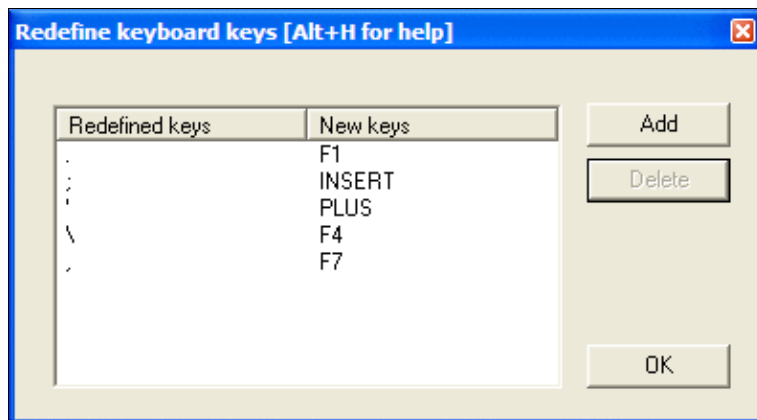 Redefine keyboard keys [Alt+H for help]
Redefined keys New keys Add
. F1
; INSERT Delete
' PLUS
\ F4
, F7
OK